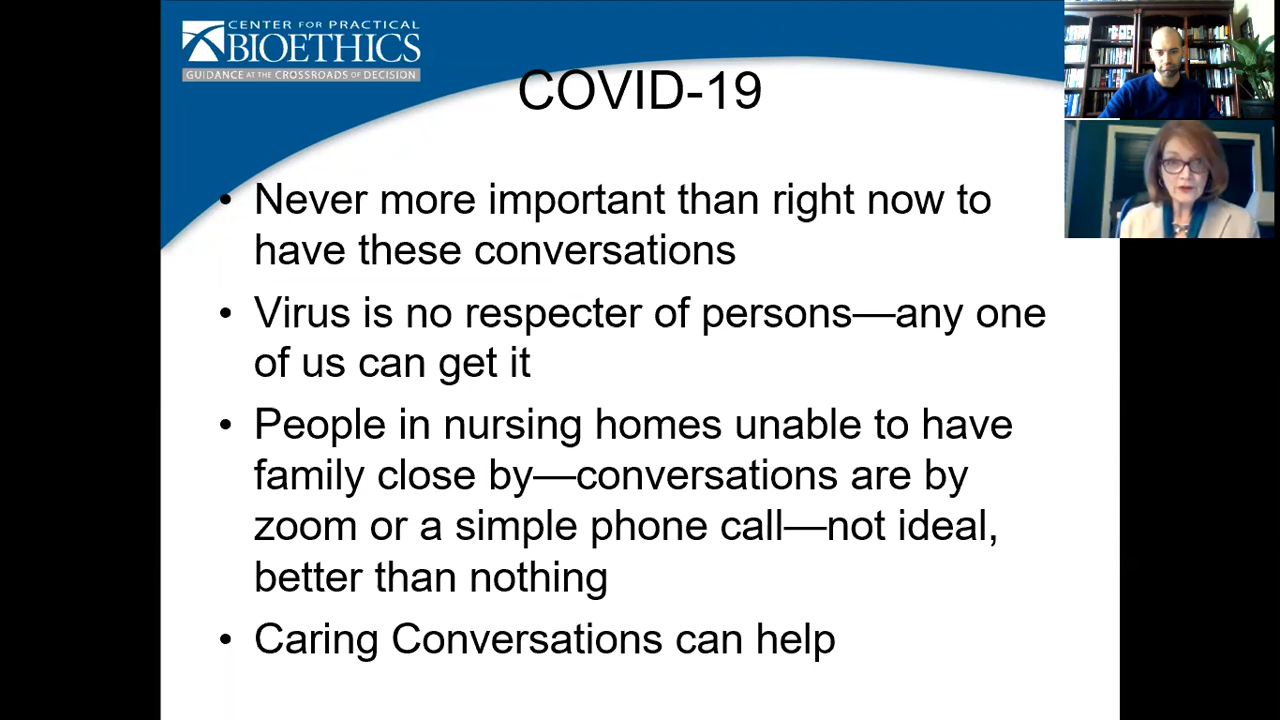 CENTER FOR PRACTICAL
BIOETHICS
GUIDANCE AT THE CROSSROADS OF DECISION
COVID-19
• Never more important than right now to
have these conversations
• Virus is no respecter of persons—any one
of us can get it
• People in nursing homes unable to have
family close by—conversations are by
zoom or a simple phone call—not ideal,
better than nothing
• Caring Conversations can help